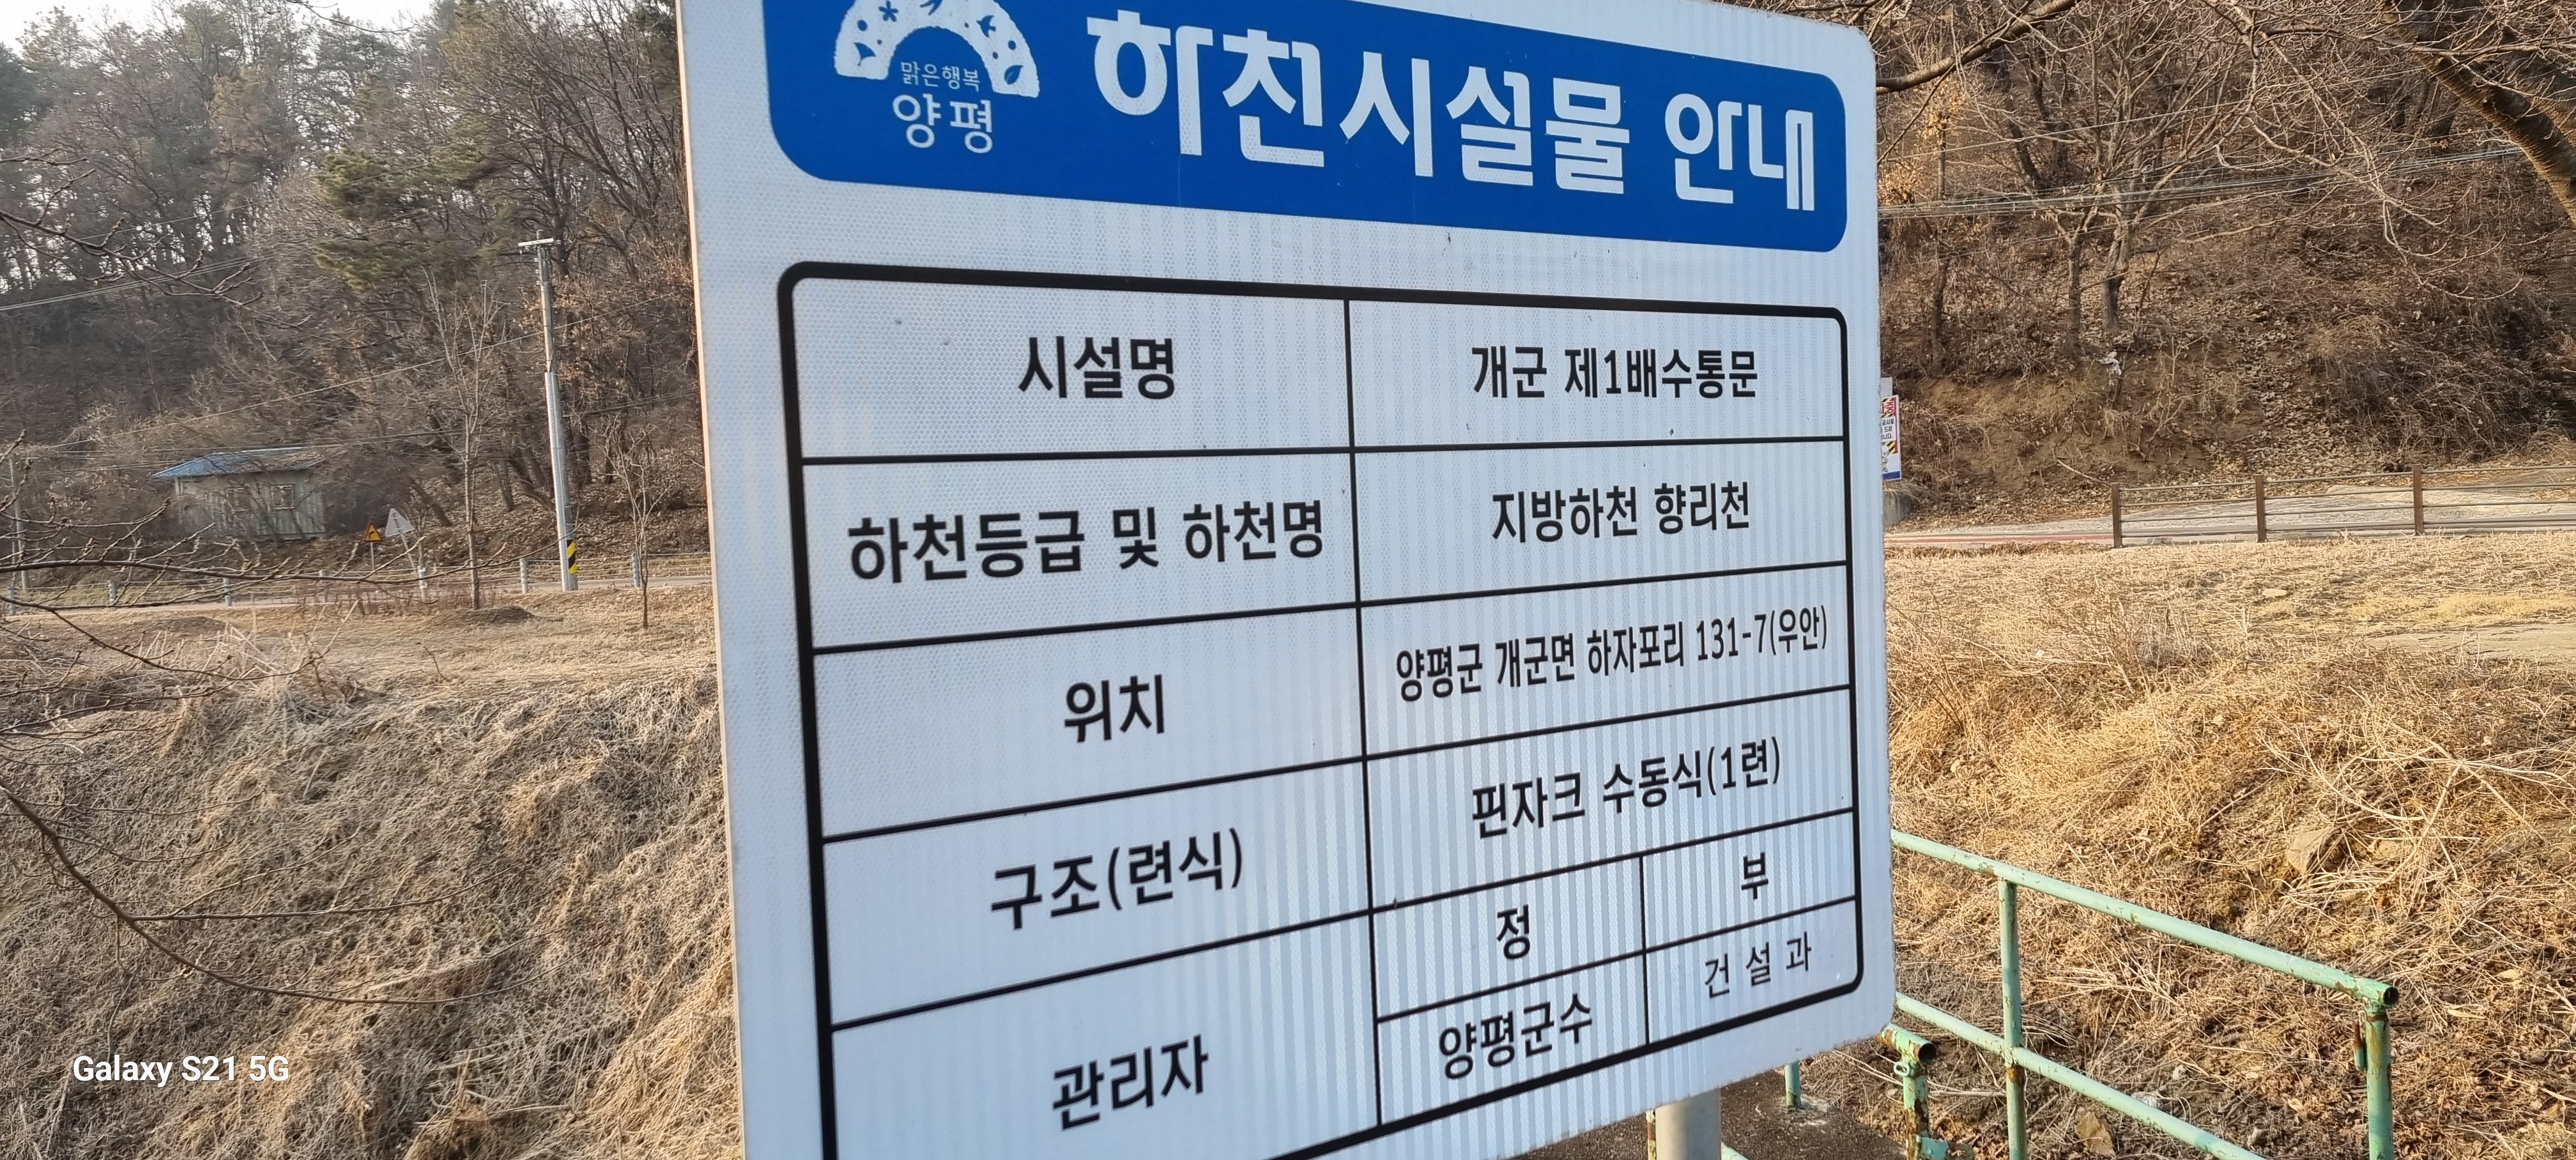 맑은행복
양평
하천시설물 안내
시설명 개군 제1배수통문
하천등급 및 하천명 지방하천 향리천
위치 양평군 개군면 하자포리 131-7(우안)
구조(련식) 핀자크 수동식(1련)
관리자
정 부
양평군수 건설과
Galaxy S21 5G